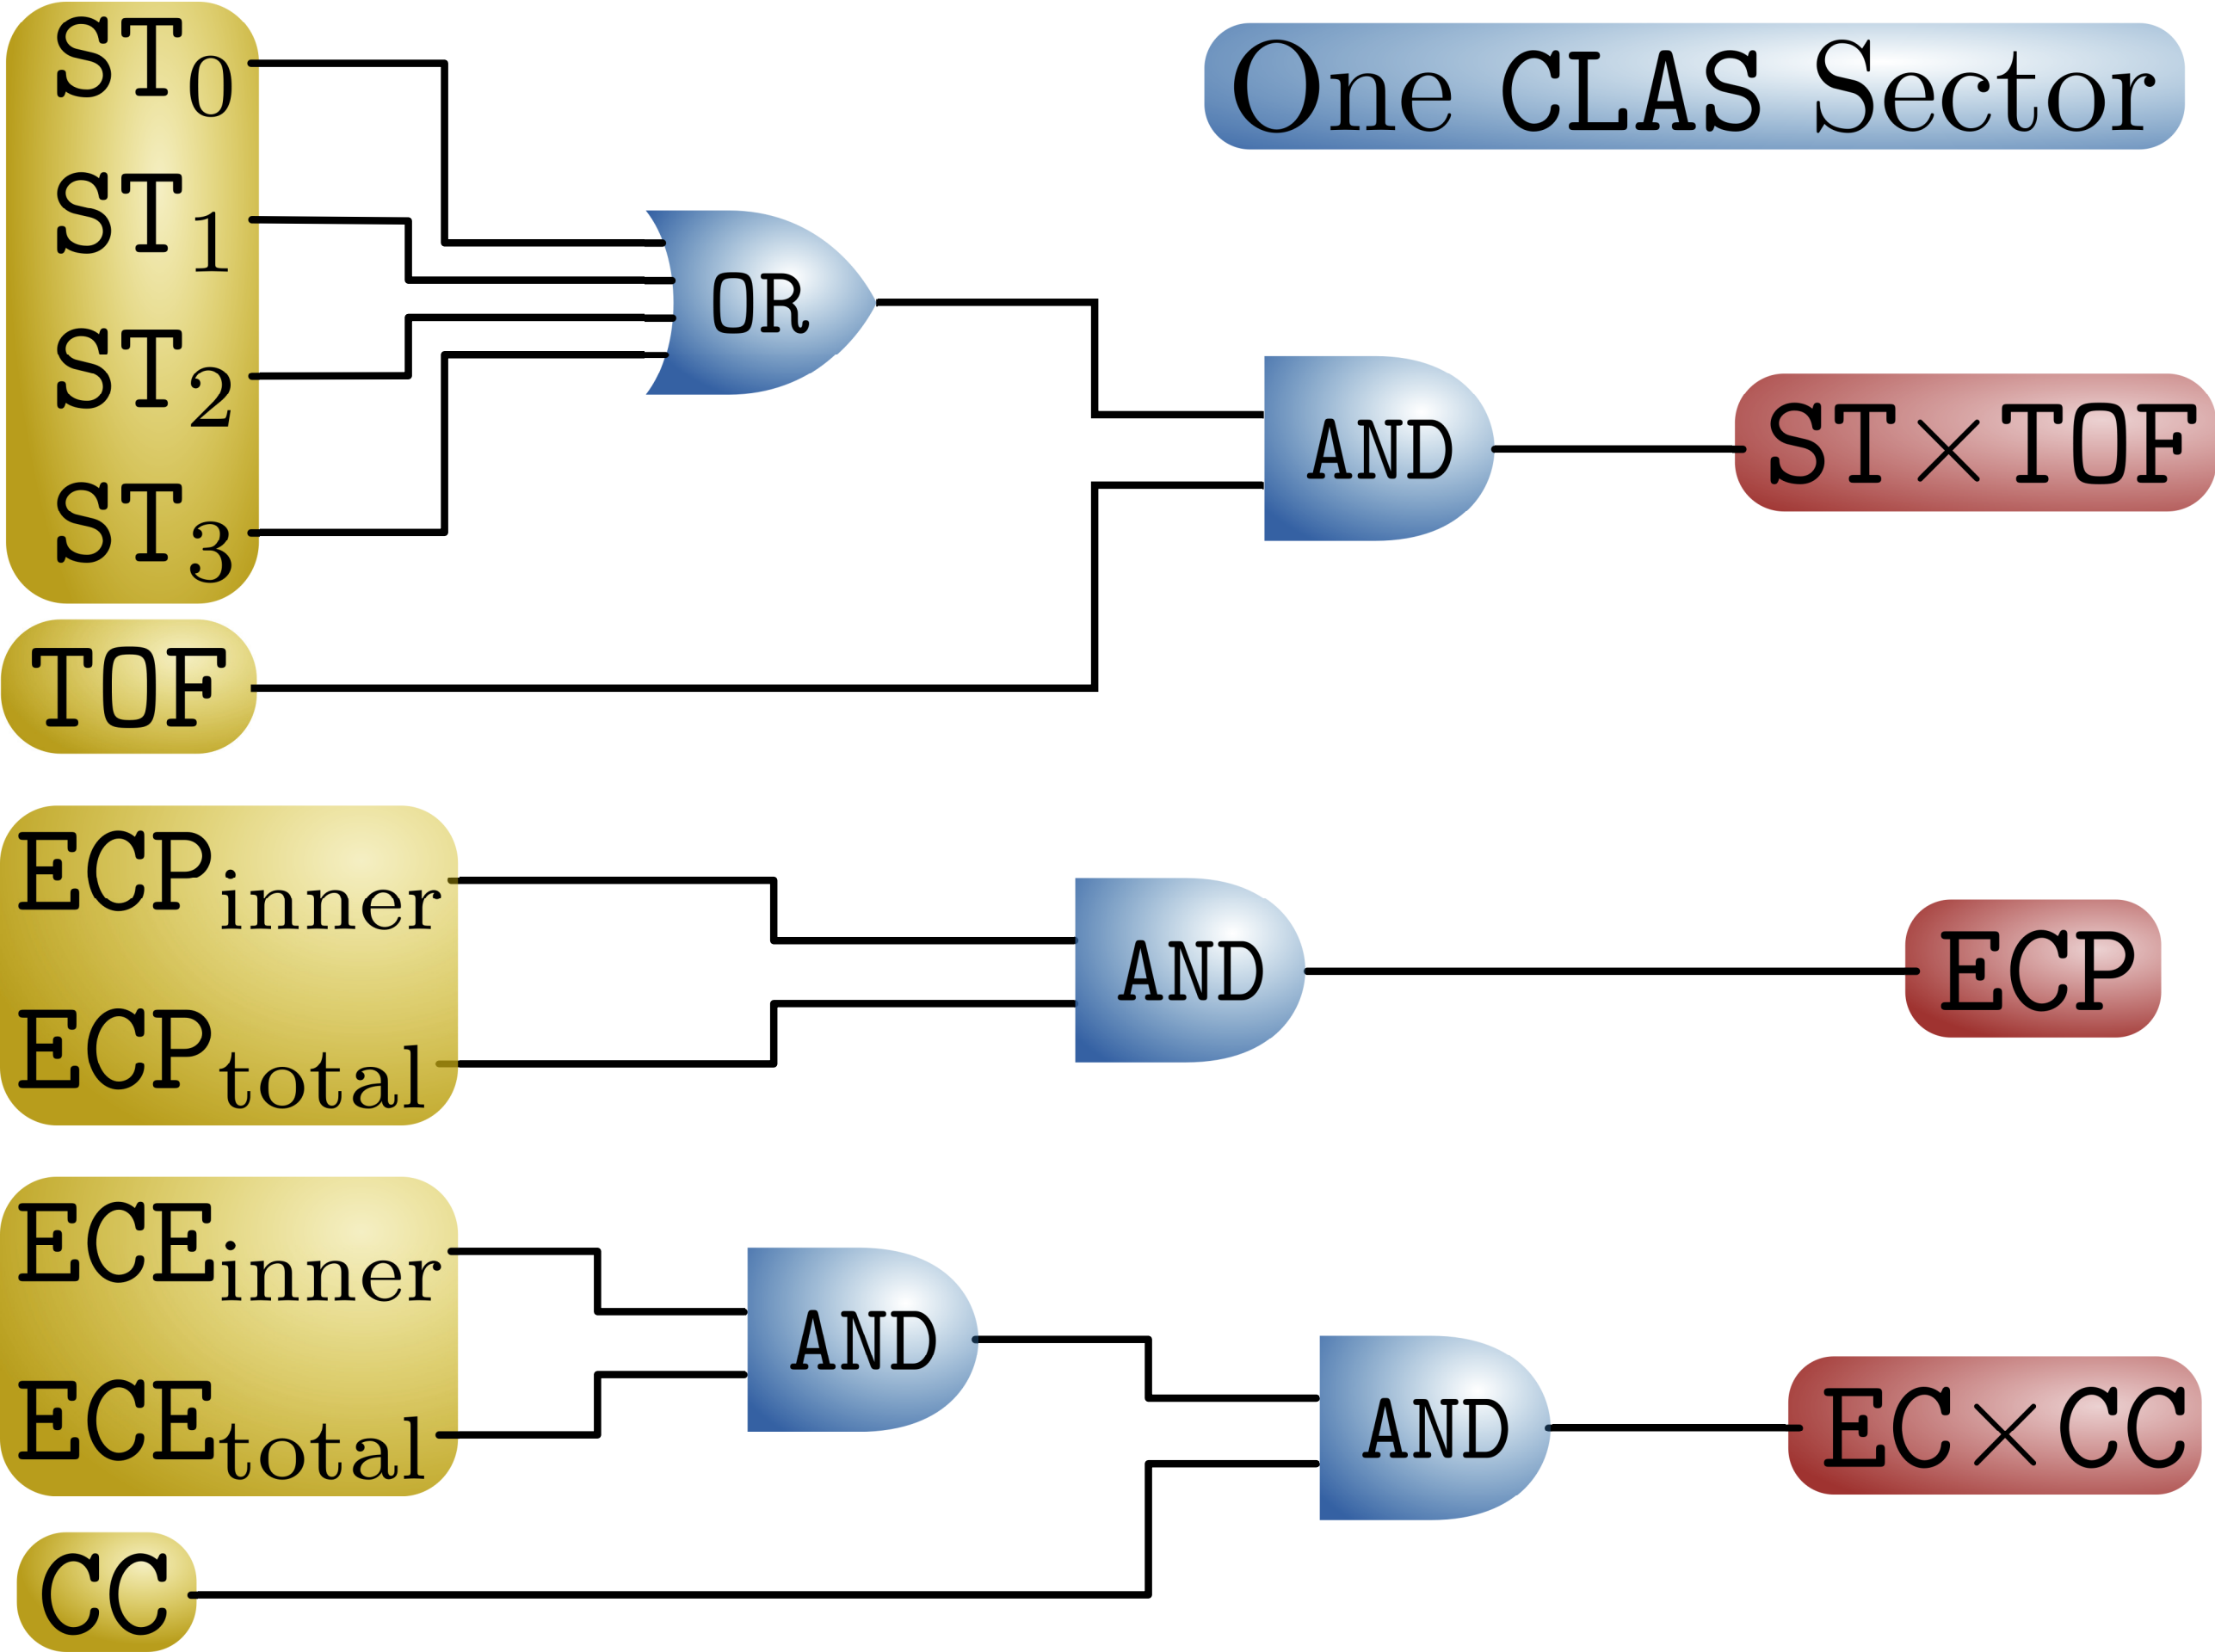 One CLAS Sector
ST0
ST1
ST2
ST3
OR
AND
ST×TOF
TOF
ECPinner
ECPtotal
AND
ECP
ECEinner
ECEtotal
AND
AND
EC×CC
CC